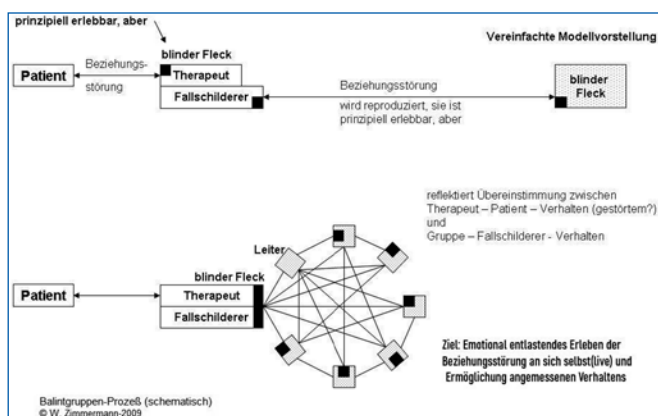 prinzipiell erlebbar, aber
blinder Fleck
Vereinfachte Modellvorstellung
Patient
Beziehungs-
störung
Therapeut
Fallschilderer
Beziehungsstörung
wird reproduziert, sie ist
prinzipiell erlebbar, aber
blinder
Fleck
reflektiert Übereinstimmung zwischen
Therapeut – Patient – Verhalten (gestörtem?)
und
Gruppe – Fallschilderer - Verhalten
Leiter
blinder Fleck
Patient
Therapeut
Fallschilderer
Ziel: Emotional entlastendes Erleben der
Beziehungsstörung an sich selbst(live) und
Ermöglichung angemessenen Verhaltens
Balintgruppen-Prozeß (schematisch)
© W. Zimmermann-2009